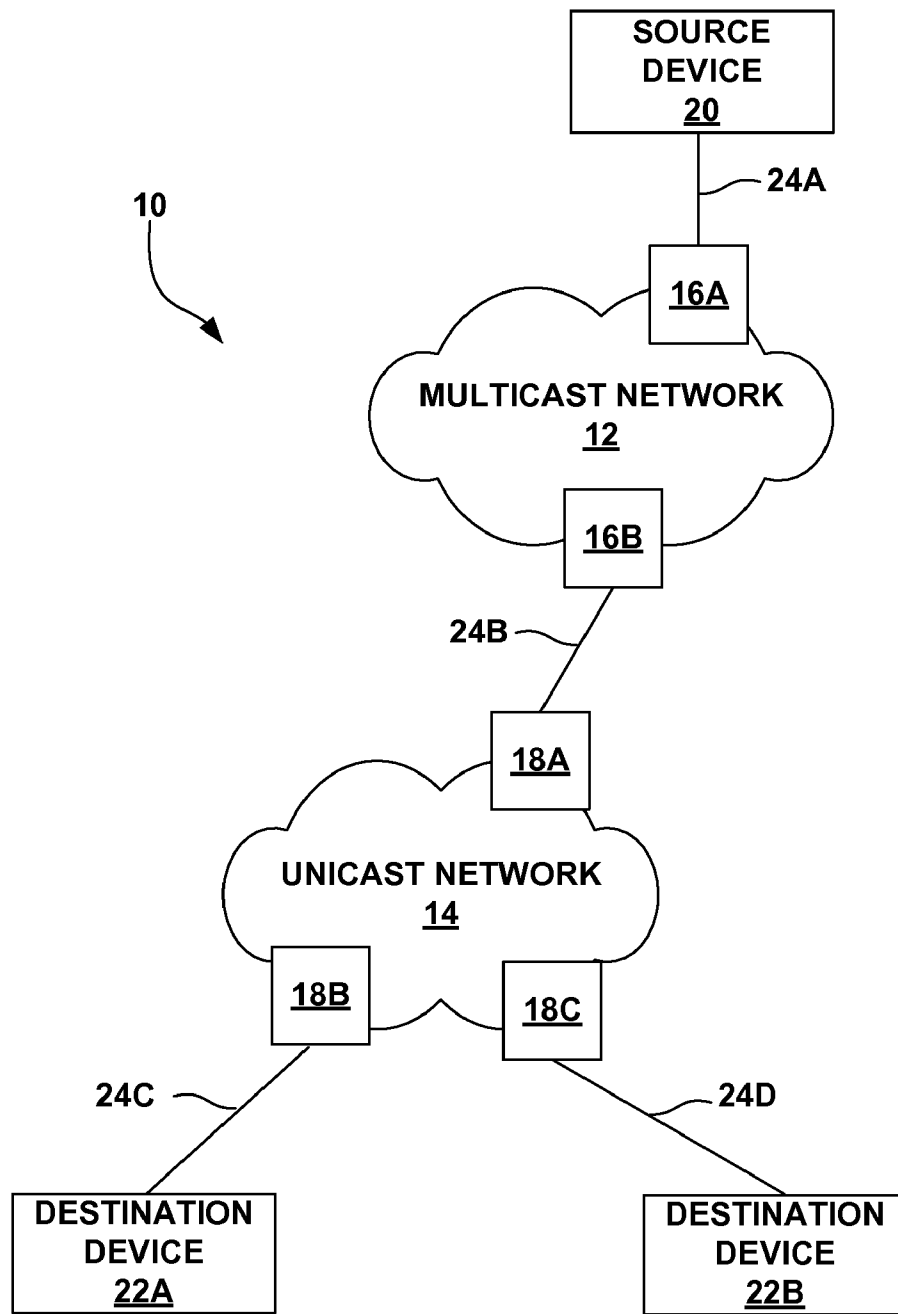 SOURCE
DEVICE
20
24A
10
16A
MULTICAST NETWORK
12
16B
24B
18A
UNICAST NETWORK
14
18B
18C
24C
24D
DESTINATION
DEVICE
22A
DESTINATION
DEVICE
22B